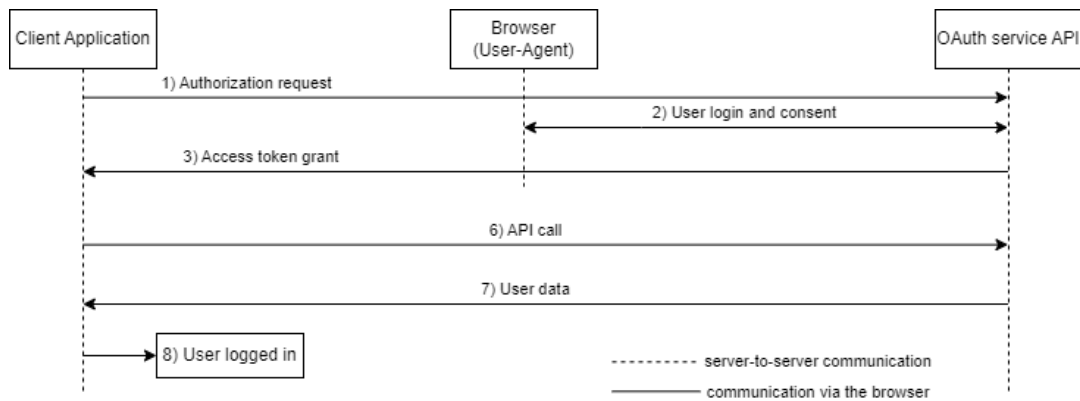 Client Application
Browser
(User-Agent)
OAuth service API
1) Authorization request
2) User login and consent
3) Access token grant
6) API call
7) User data
8) User logged in
server-to-server communication
communication via the browser